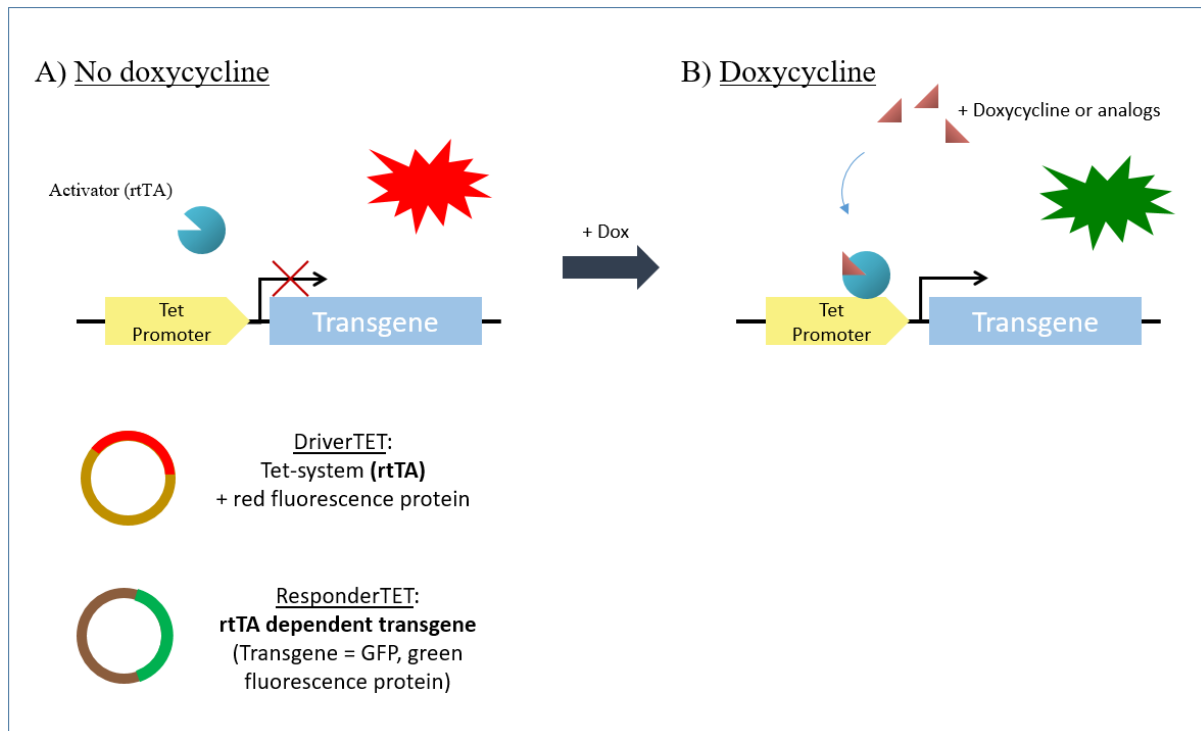 A) No doxycycline
B) Doxycycline
+ Doxycycline or analogs
Activator (rtTA)
+ Dox
Tet
Promoter
Transgene
Tet
Promoter
Transgene
DriverTET:
Tet-system (rtTA)
+ red fluorescence protein
ResponderTET:
rtTA dependent transgene
(Transgene = GFP, green
fluorescence protein)